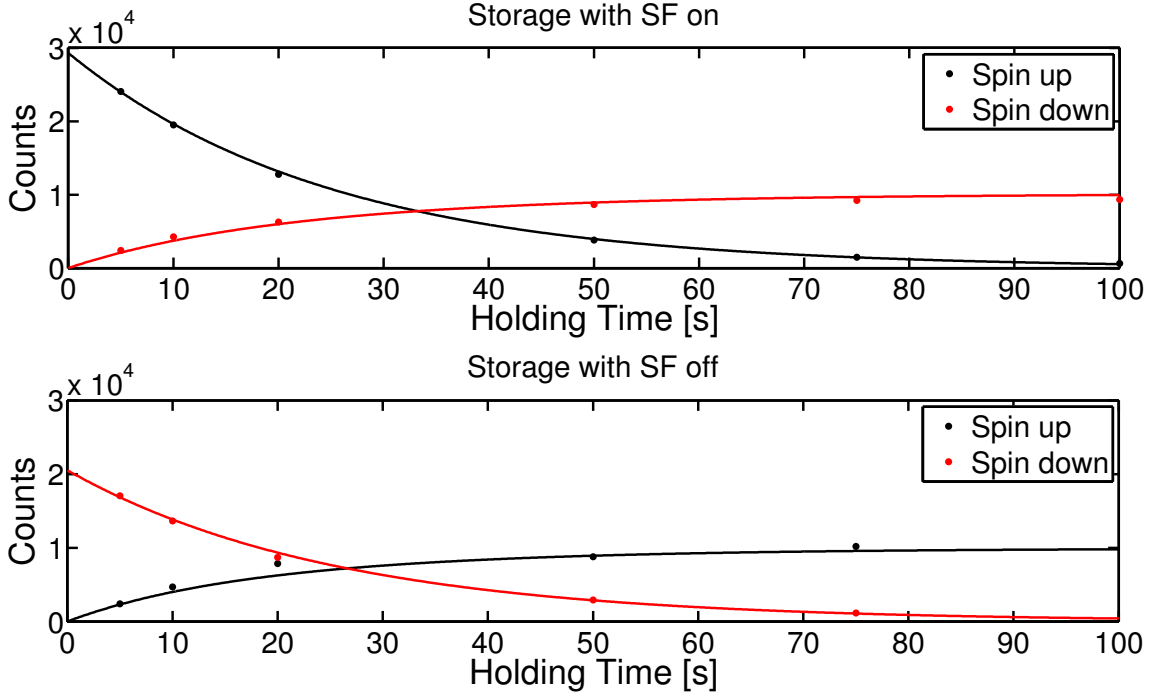 Storage with SF on
x 10^4
3
2
1
0
Counts
Spin up
Spin down
0 10 20 30 40 50 60 70 80 90 100
Holding Time [s]
Storage with SF off
x 10^4
3
2
1
0
Counts
Spin up
Spin down
0 10 20 30 40 50 60 70 80 90 100
Holding Time [s]